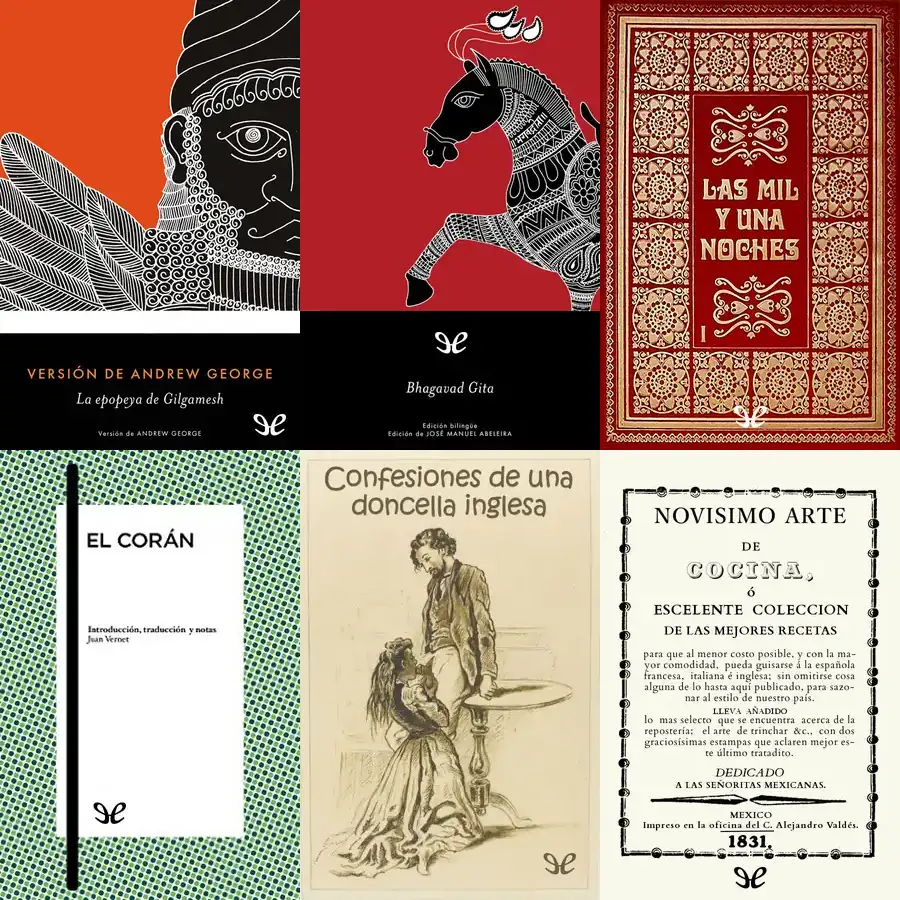 VERSIÓN DE ANDREW GEORGE
La epopeya de Gilgamesh
Versión de ANDREW GEORGE
Bhagavad Gita
Edición bilingüe
Edición de JOSÉ MANUEL ABELEIRA
LAS MIL
Y UNA
NOCHES
I
EL CORÁN
Introducción, traducción y notas
Juan Vernet
Confesiones de una
doncella inglesa
NOVISIMO ARTE
DE
COCINA,
ó
ESCELENTE COLECCION
DE LAS MEJORES RECETAS
para que al menor costo posible, y con la ma-
yor comodidad, pueda guisarse á la española
francesa, italiana é inglesa; sin omitirse cosa
alguna de lo hasta aquí publicado, para sazo-
nar al estilo de nuestro país.
LLEVA AÑADIDO
lo mas selecto que se encuentra acerca de la
repostería; el arte de trinchar &c., con dos
graciosísimas estampas que aclaren mejor es-
te último tratadito.
DEDICADO
A LAS SEÑORITAS MEXICANAS.
MEXICO
Impreso en la oficina del C. Alejandro Valdés.
1831.